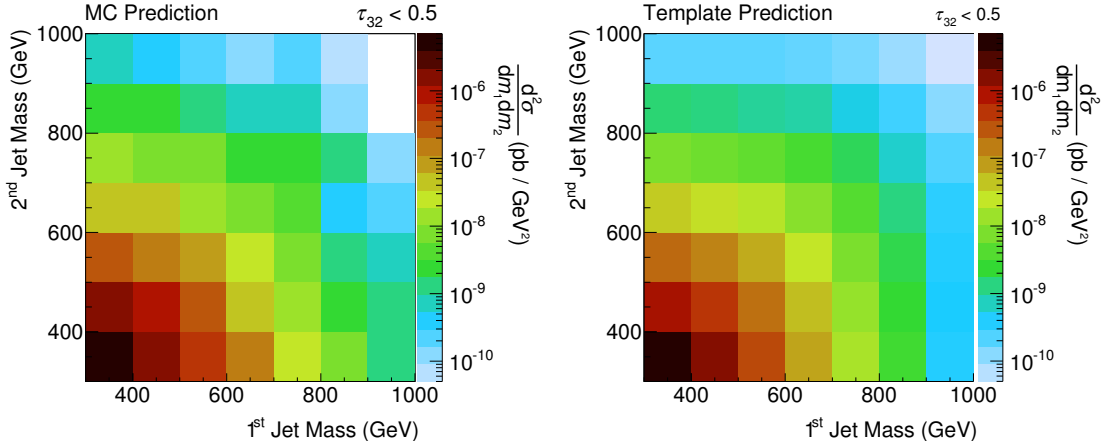 MC Prediction
τ₃₂ < 0.5
1000
800
600
400
2ⁿᵈ Jet Mass (GeV)
400 600 800 1000
1ˢᵗ Jet Mass (GeV)
10⁻⁶
10⁻⁷
10⁻⁸
10⁻⁹
10⁻¹⁰
d²σ
dm₁dm₂ (pb / GeV²)
Template Prediction
τ₃₂ < 0.5
1000
800
600
400
2ⁿᵈ Jet Mass (GeV)
400 600 800 1000
1ˢᵗ Jet Mass (GeV)
10⁻⁶
10⁻⁷
10⁻⁸
10⁻⁹
10⁻¹⁰
d²σ
dm₁dm₂ (pb / GeV²)